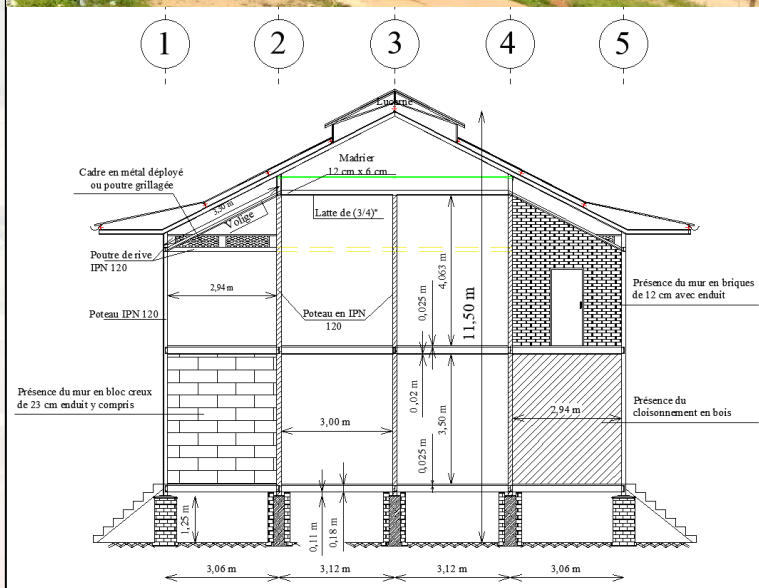 1
2
3
4
5
Lucarne
Madrier
12 cm x 6 cm
Cadre en métal déployé
ou poutre grillagée
3,50 m
Volige
Latte de (3/4)"
Poutre de rive
IPN 120
4,063 m
0,025 m
11,50 m
2,94 m
Présence du mur en briques
de 12 cm avec enduit
Poteau IPN 120
Poteau en IPN
120
Présence du mur en bloc creux
de 23 cm enduit y compris
0,02 m
3,50 m
3,00 m
2,94 m
Présence du
cloisonnement en bois
0,025 m
1,25 m
0,11 m
0,18 m
3,06 m
3,12 m
3,12 m
3,06 m